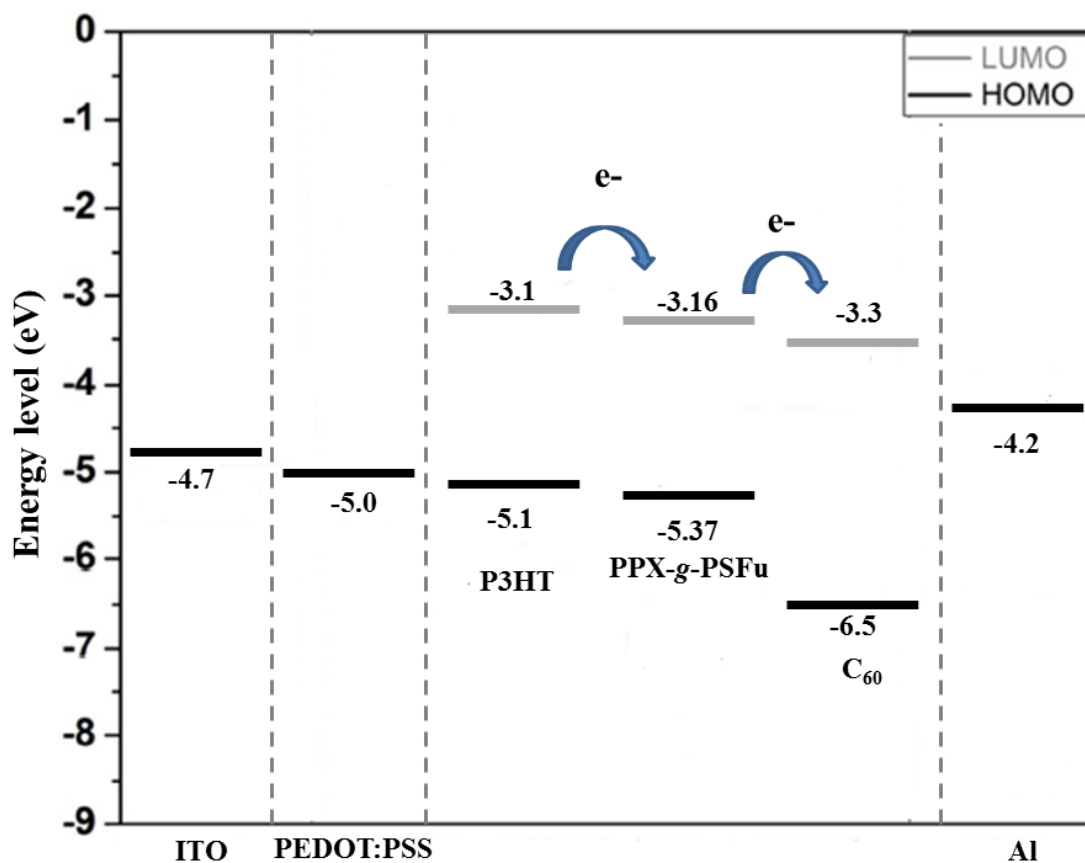 LUMO
HOMO
Energy level (eV)
0
-1
-2
-3
-4
-5
-6
-7
-8
-9
e-
e-
-3.1
-3.16
-3.3
-4.7
-5.0
-5.1
-5.37
-6.5
-4.2
P3HT
PPX-g-PSFu
C₆₀
ITO
PEDOT:PSS
Al